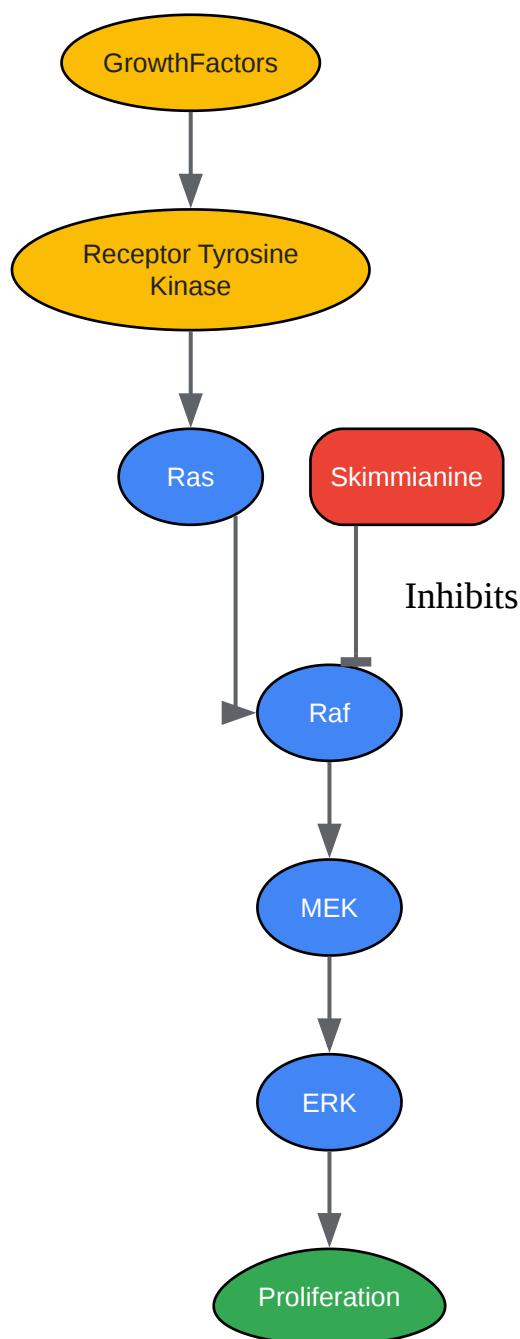 GrowthFactors
Receptor Tyrosine
Kinase
Ras
Skimmianine
Inhibits
Raf
MEK
ERK
Proliferation